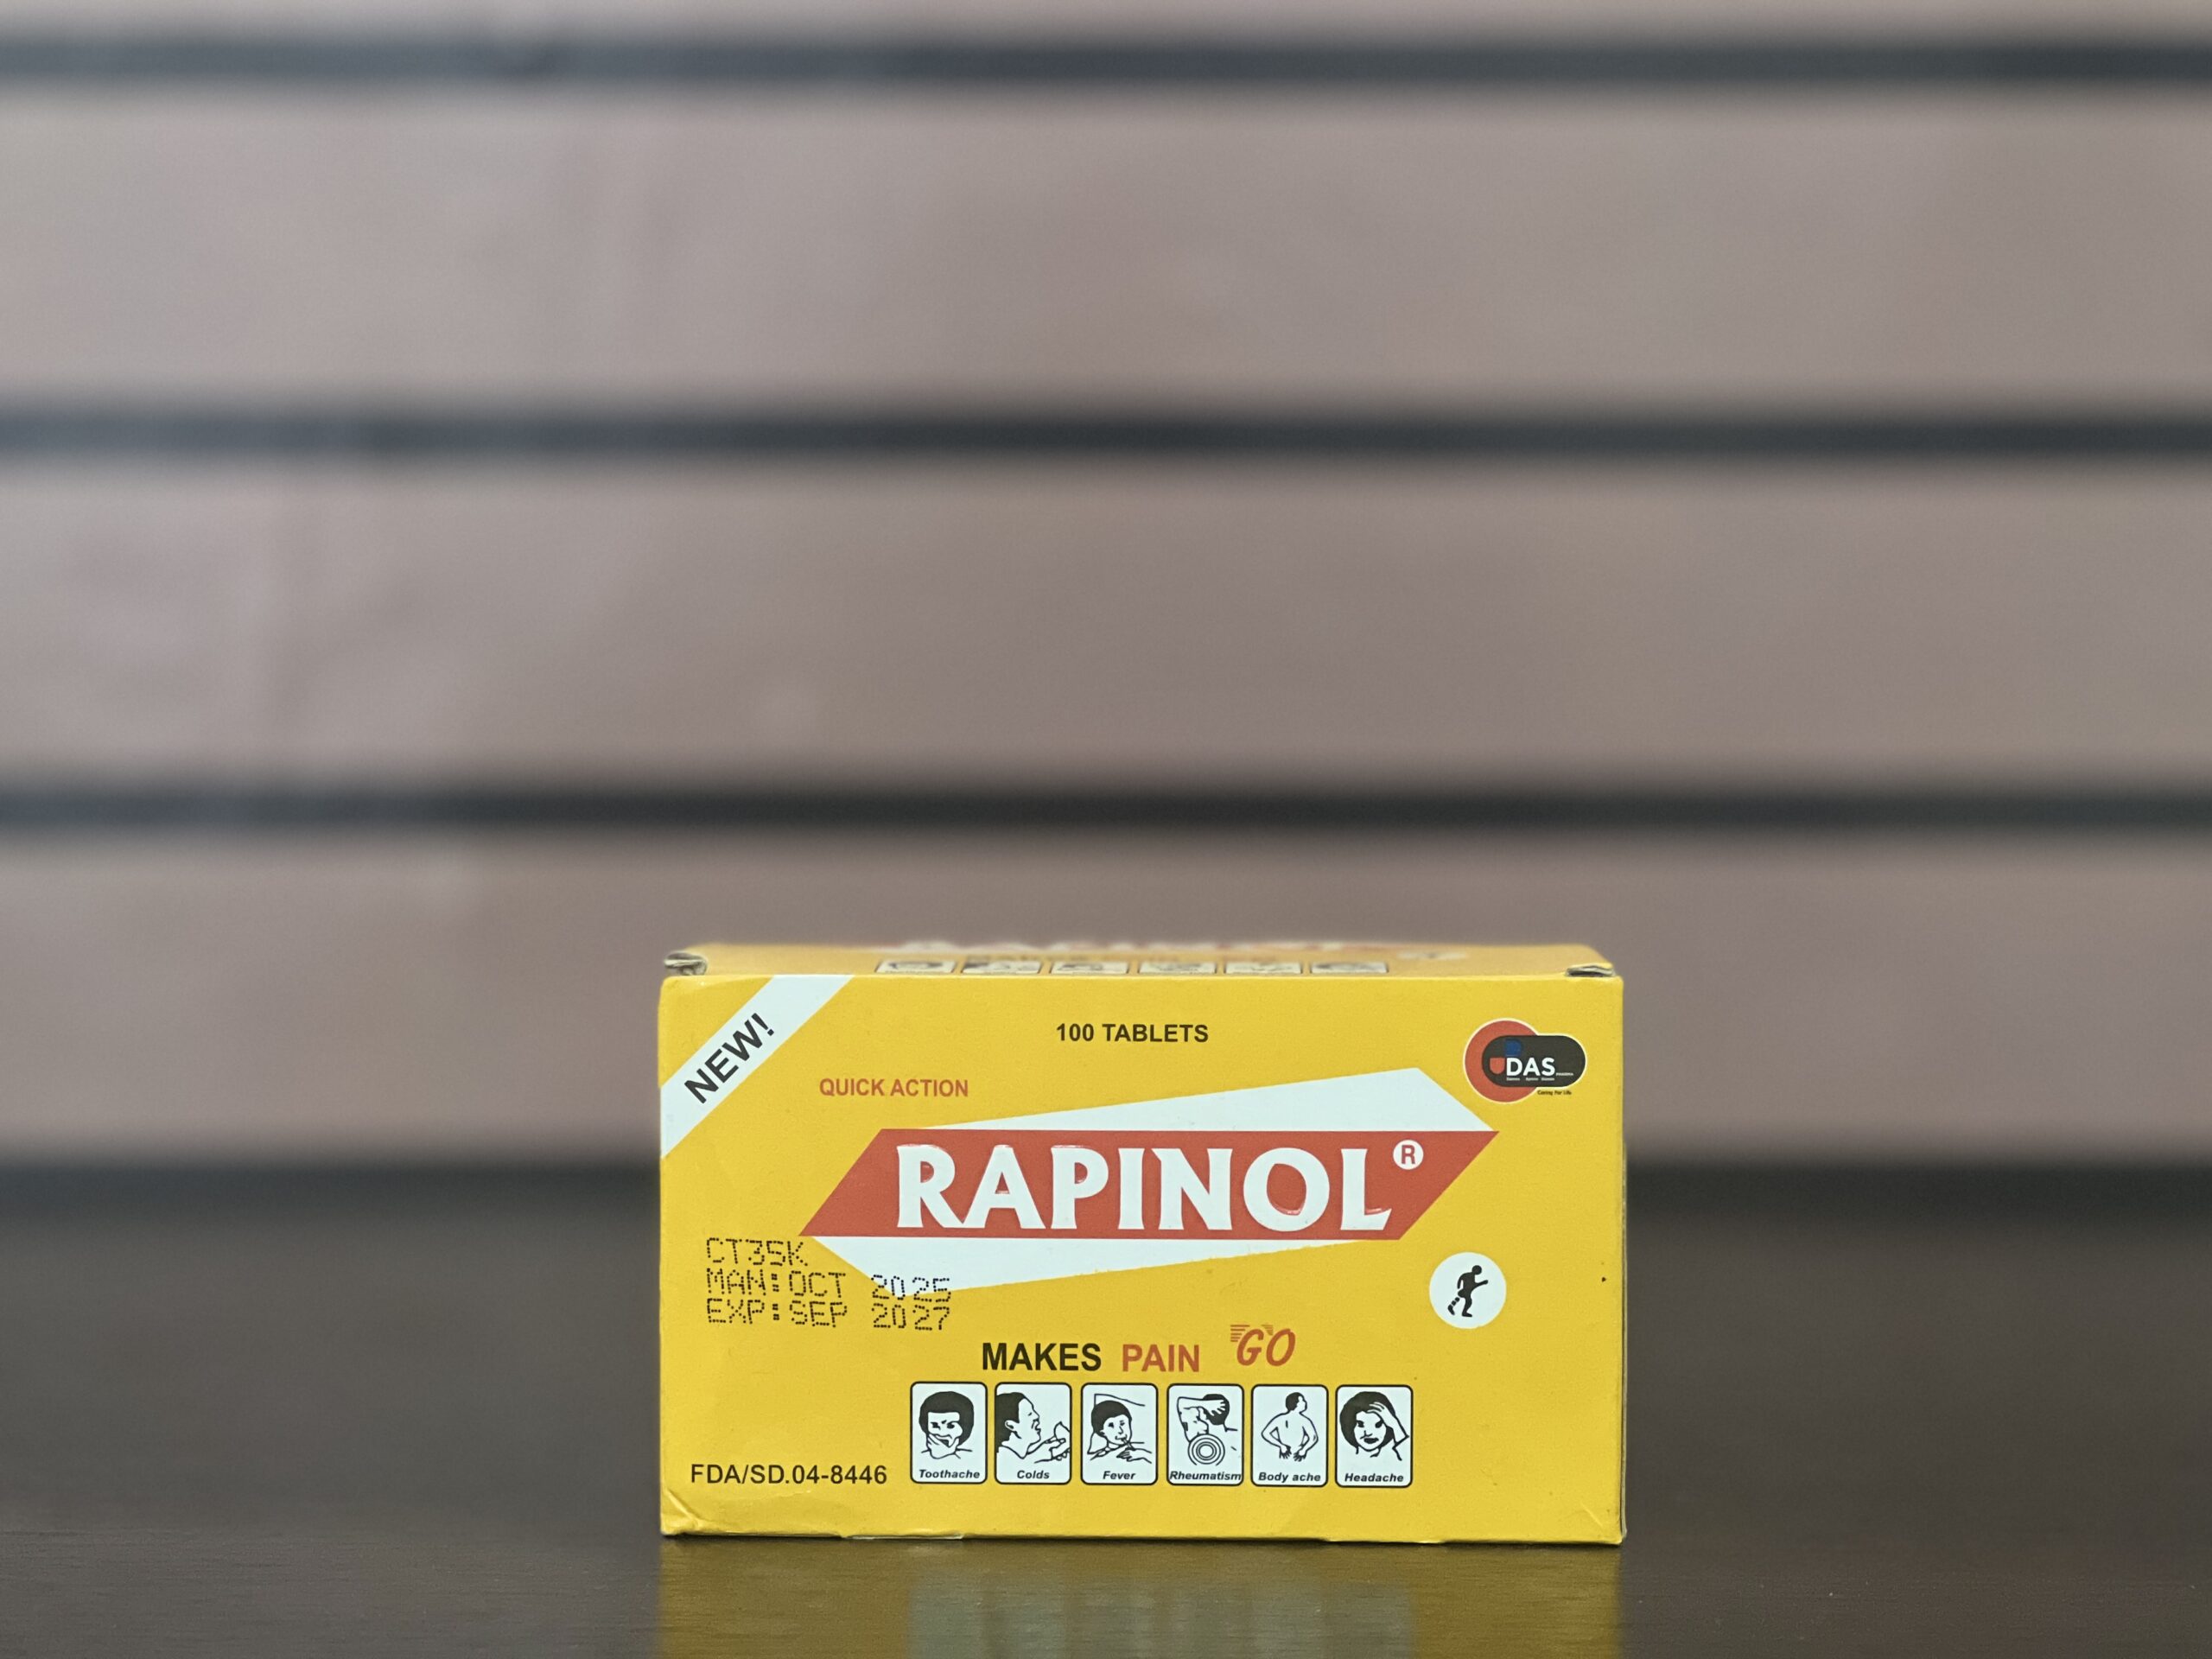 NEW!
100 TABLETS
DAS
QUICK ACTION
RAPINOL®
CT35K
MAN:OCT 2025
EXP:SEP 2027
MAKES PAIN GO
Toothache
Colds
Fever
Rheumatism
Body ache
Headache
FDA/SD.04-8446